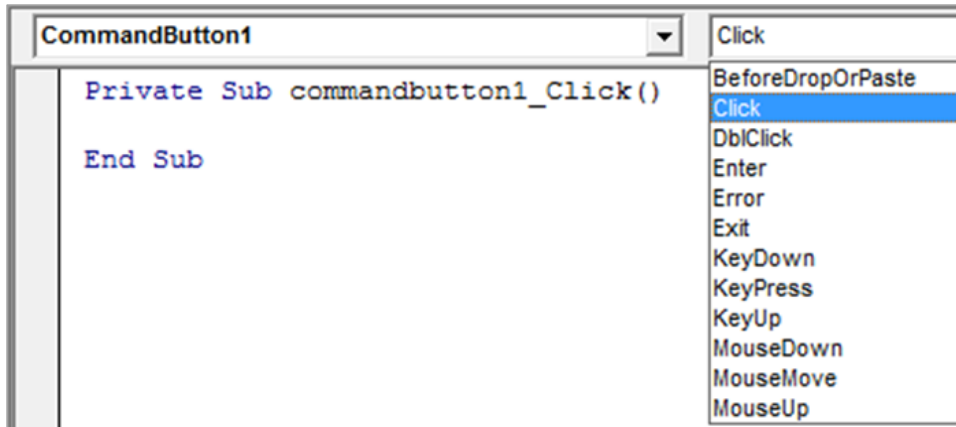 CommandButton1
Click
Private Sub commandbutton1_Click()
End Sub
BeforeDropOrPaste
Click
DblClick
Enter
Error
Exit
KeyDown
KeyPress
KeyUp
MouseDown
MouseMove
MouseUp